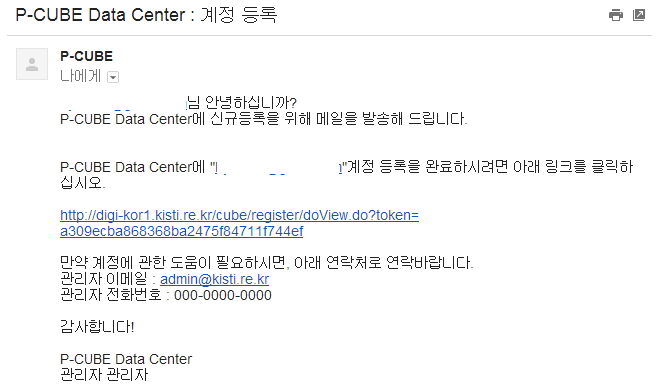 P-CUBE Data Center : 계정 등록
P-CUBE
나에게
님 안녕하십니까?
P-CUBE Data Center에 신규등록을 위해 메일을 발송해 드립니다.
P-CUBE Data Center에 " "계정 등록을 완료하시려면 아래 링크를 클릭하
십시오.
http://digi-kor1.kisti.re.kr/cube/register/doView.do?token=
a309ecba868368ba2475f84711f744ef
만약 계정에 관한 도움이 필요하시면, 아래 연락처로 연락바랍니다.
관리자 이메일 : admin@kisti.re.kr
관리자 전화번호 : 000-0000-0000
감사합니다!
P-CUBE Data Center
관리자 관리자